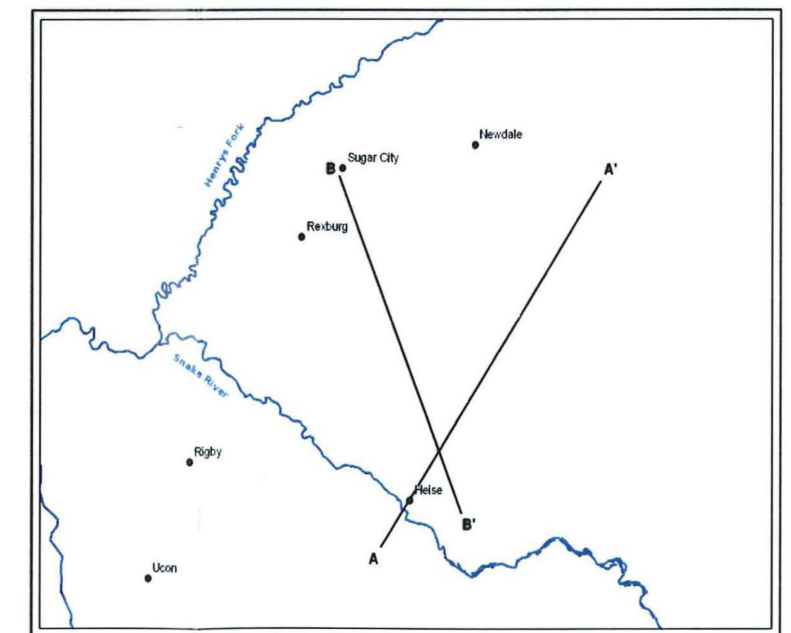 Newdale
Henrys Fork
B
Sugar City
A'
Rexburg
Snake River
Rigby
Heise
B'
A
Ucon